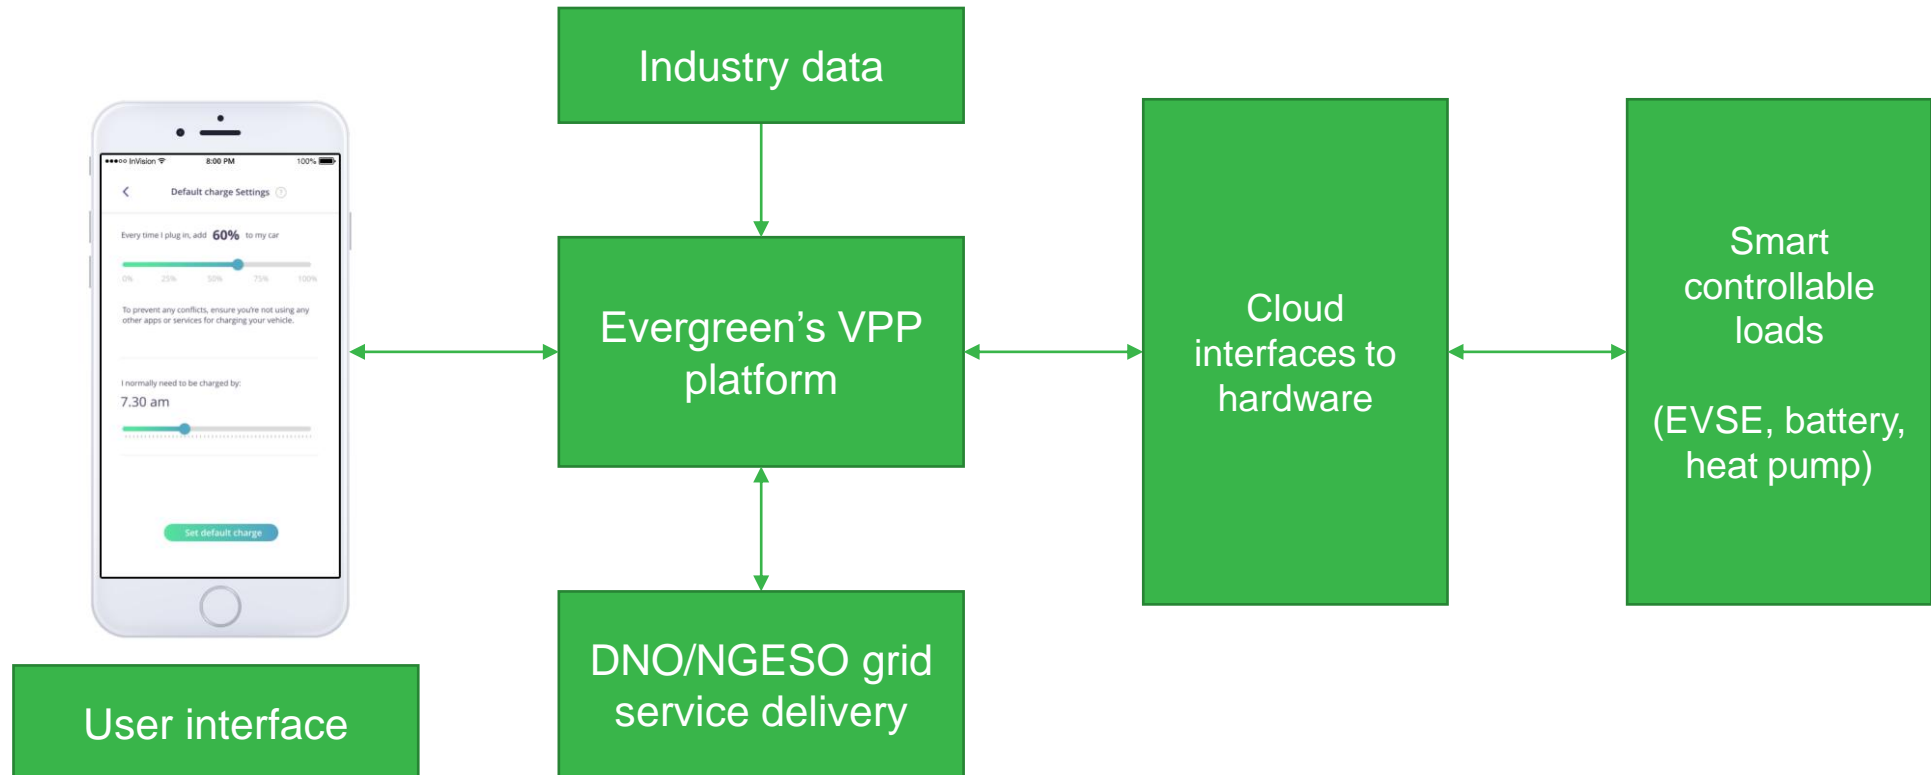 Industry data
InVision
8:00 PM
100%
Default charge Settings ?
Every time I plug in, add 60% to my car
0% 25% 50% 75% 100%
To prevent any conflicts, ensure you're not using any
other apps or services for charging your vehicle.
I normally need to be charged by:
7.30 am
Set default charge
User interface
Evergreen’s VPP
platform
DNO/NGESO grid
service delivery
Cloud
interfaces to
hardware
Smart
controllable
loads
(EVSE, battery,
heat pump)